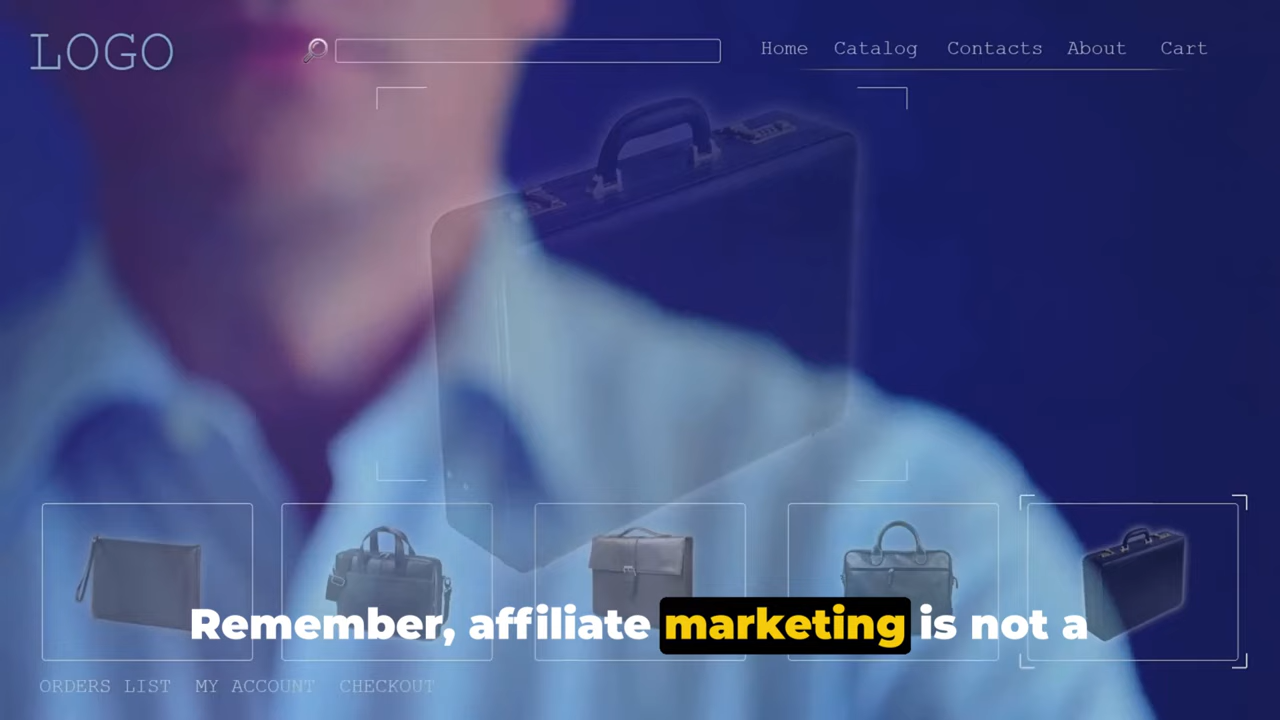 LOGO
Home Catalog Contacts About Cart
Remember, affiliate marketing is not a
ORDERS LIST MY ACCOUNT CHECKOUT